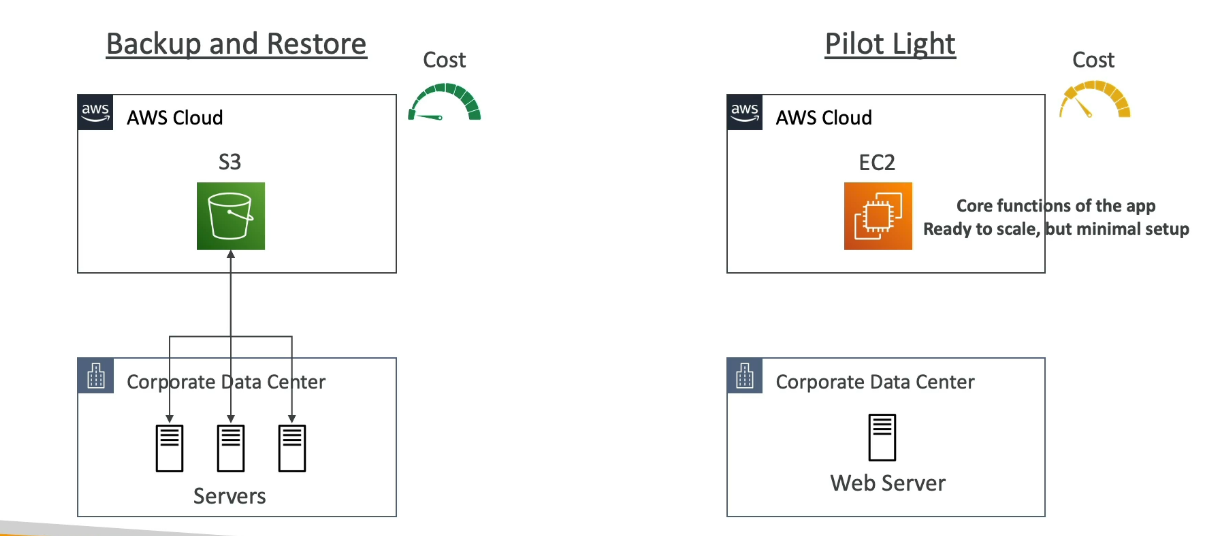 Backup and Restore
Cost
aws
AWS Cloud
S3
Corporate Data Center
Servers
Pilot Light
Cost
aws
AWS Cloud
EC2
Core functions of the app
Ready to scale, but minimal setup
Corporate Data Center
Web Server